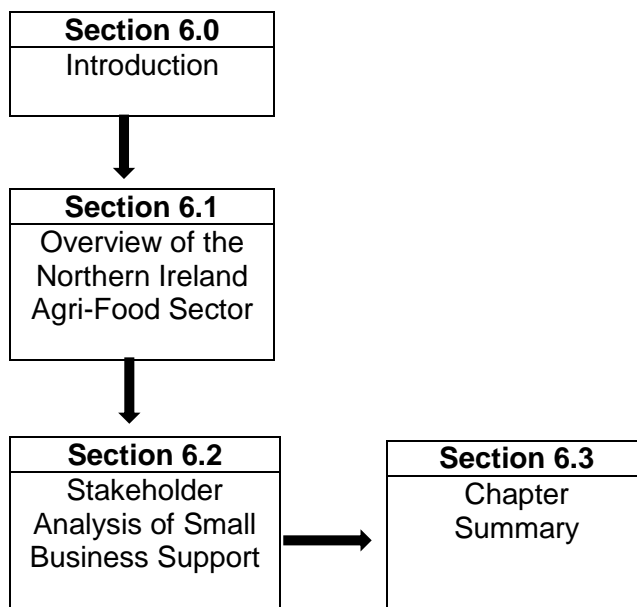 Section 6.0
Introduction
Section 6.1
Overview of the
Northern Ireland
Agri-Food Sector
Section 6.2
Stakeholder
Analysis of Small
Business Support
Section 6.3
Chapter
Summary